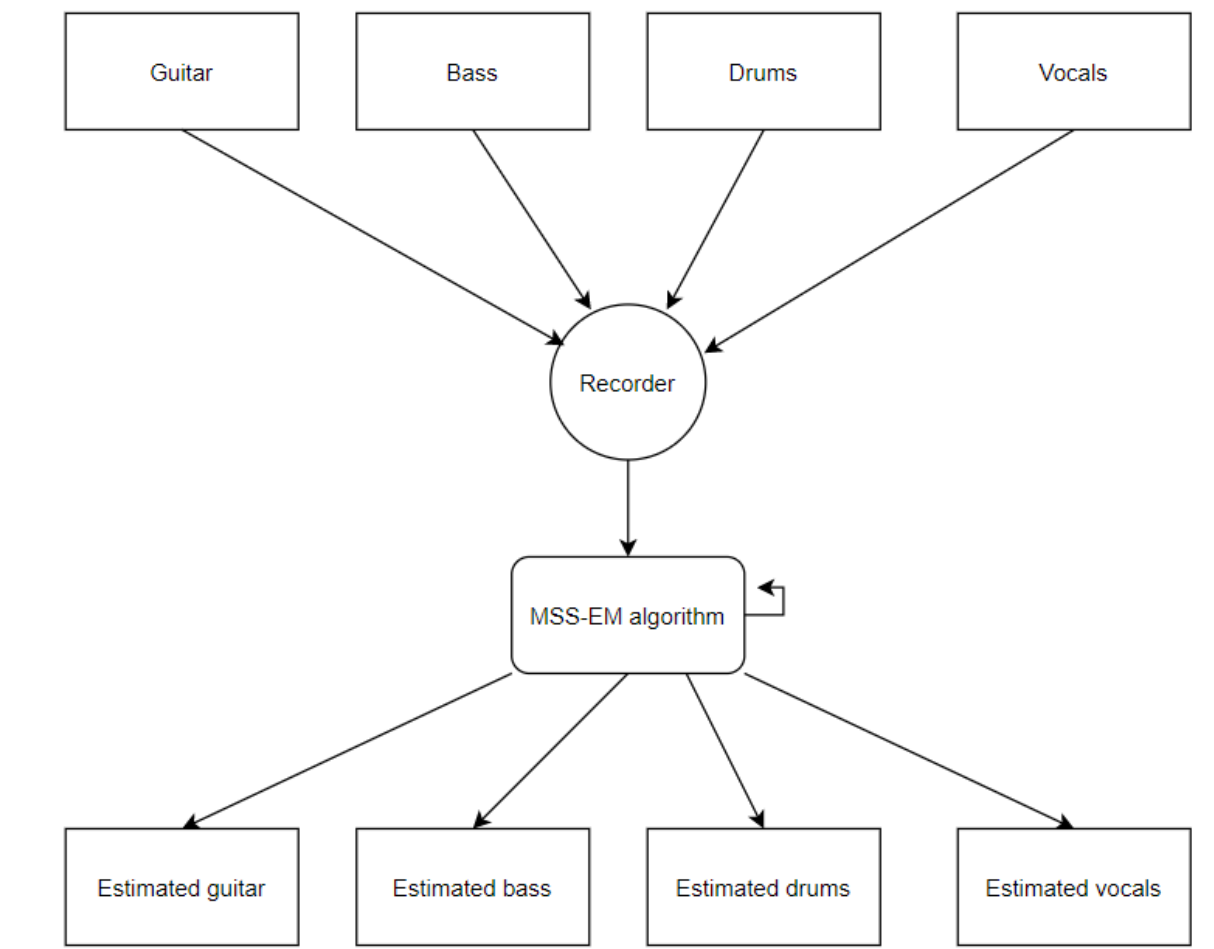 Guitar
Bass
Drums
Vocals
Recorder
MSS-EM algorithm
Estimated guitar
Estimated bass
Estimated drums
Estimated vocals